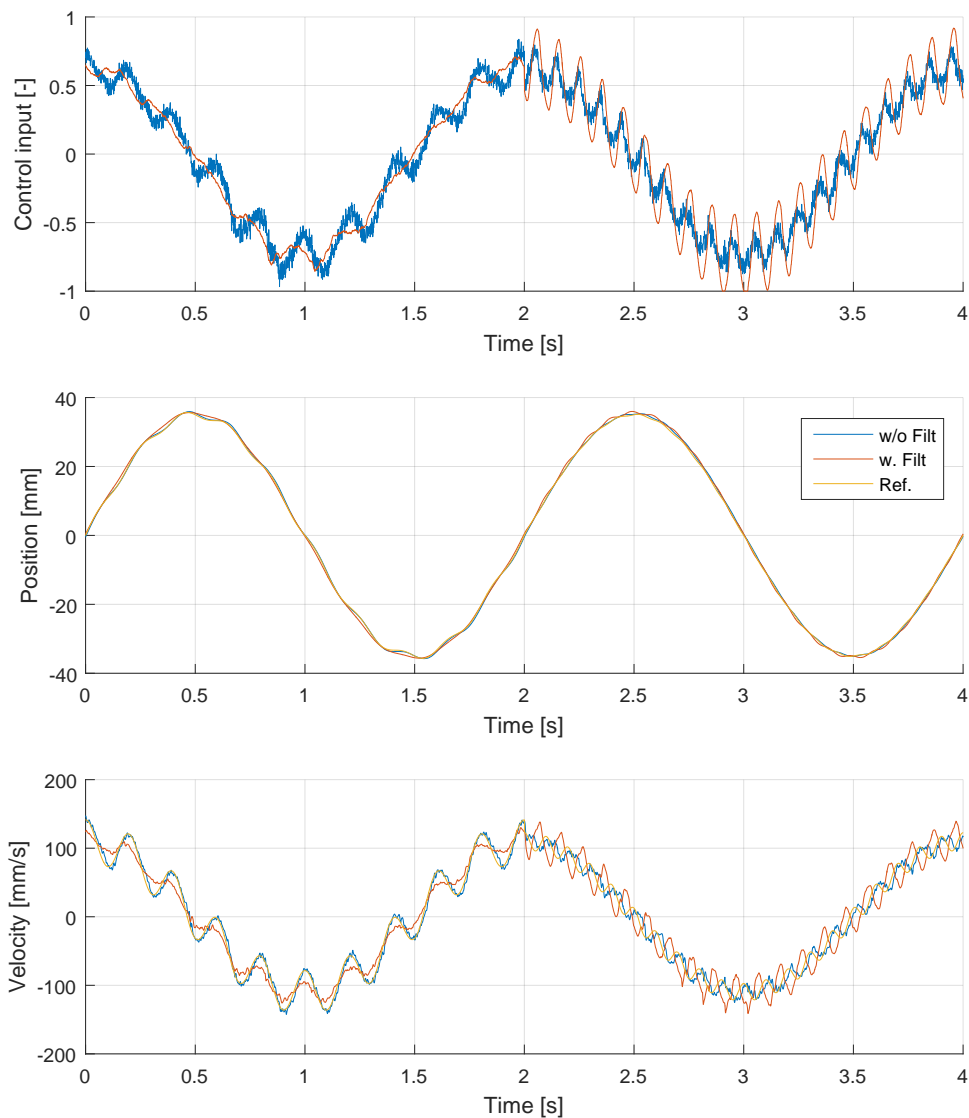 1
0.5
0
-0.5
-1
Control input [-]
0 0.5 1 1.5 2 2.5 3 3.5 4
Time [s]
40
20
0
-20
-40
Position [mm]
w/o Filt
w. Filt
Ref.
0 0.5 1 1.5 2 2.5 3 3.5 4
Time [s]
200
100
0
-100
-200
Velocity [mm/s]
0 0.5 1 1.5 2 2.5 3 3.5 4
Time [s]